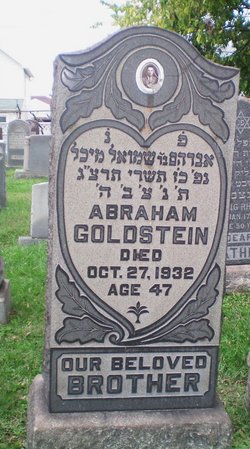 פ נ
אברהם ב"ר שמואל מיכל
נפ' כז תשרי תרצ"ג
ת' נ' צ' ב' ה'
ABRAHAM
GOLDSTEIN
DIED
OCT. 27, 1932
AGE 47
OUR BELOVED
BROTHER